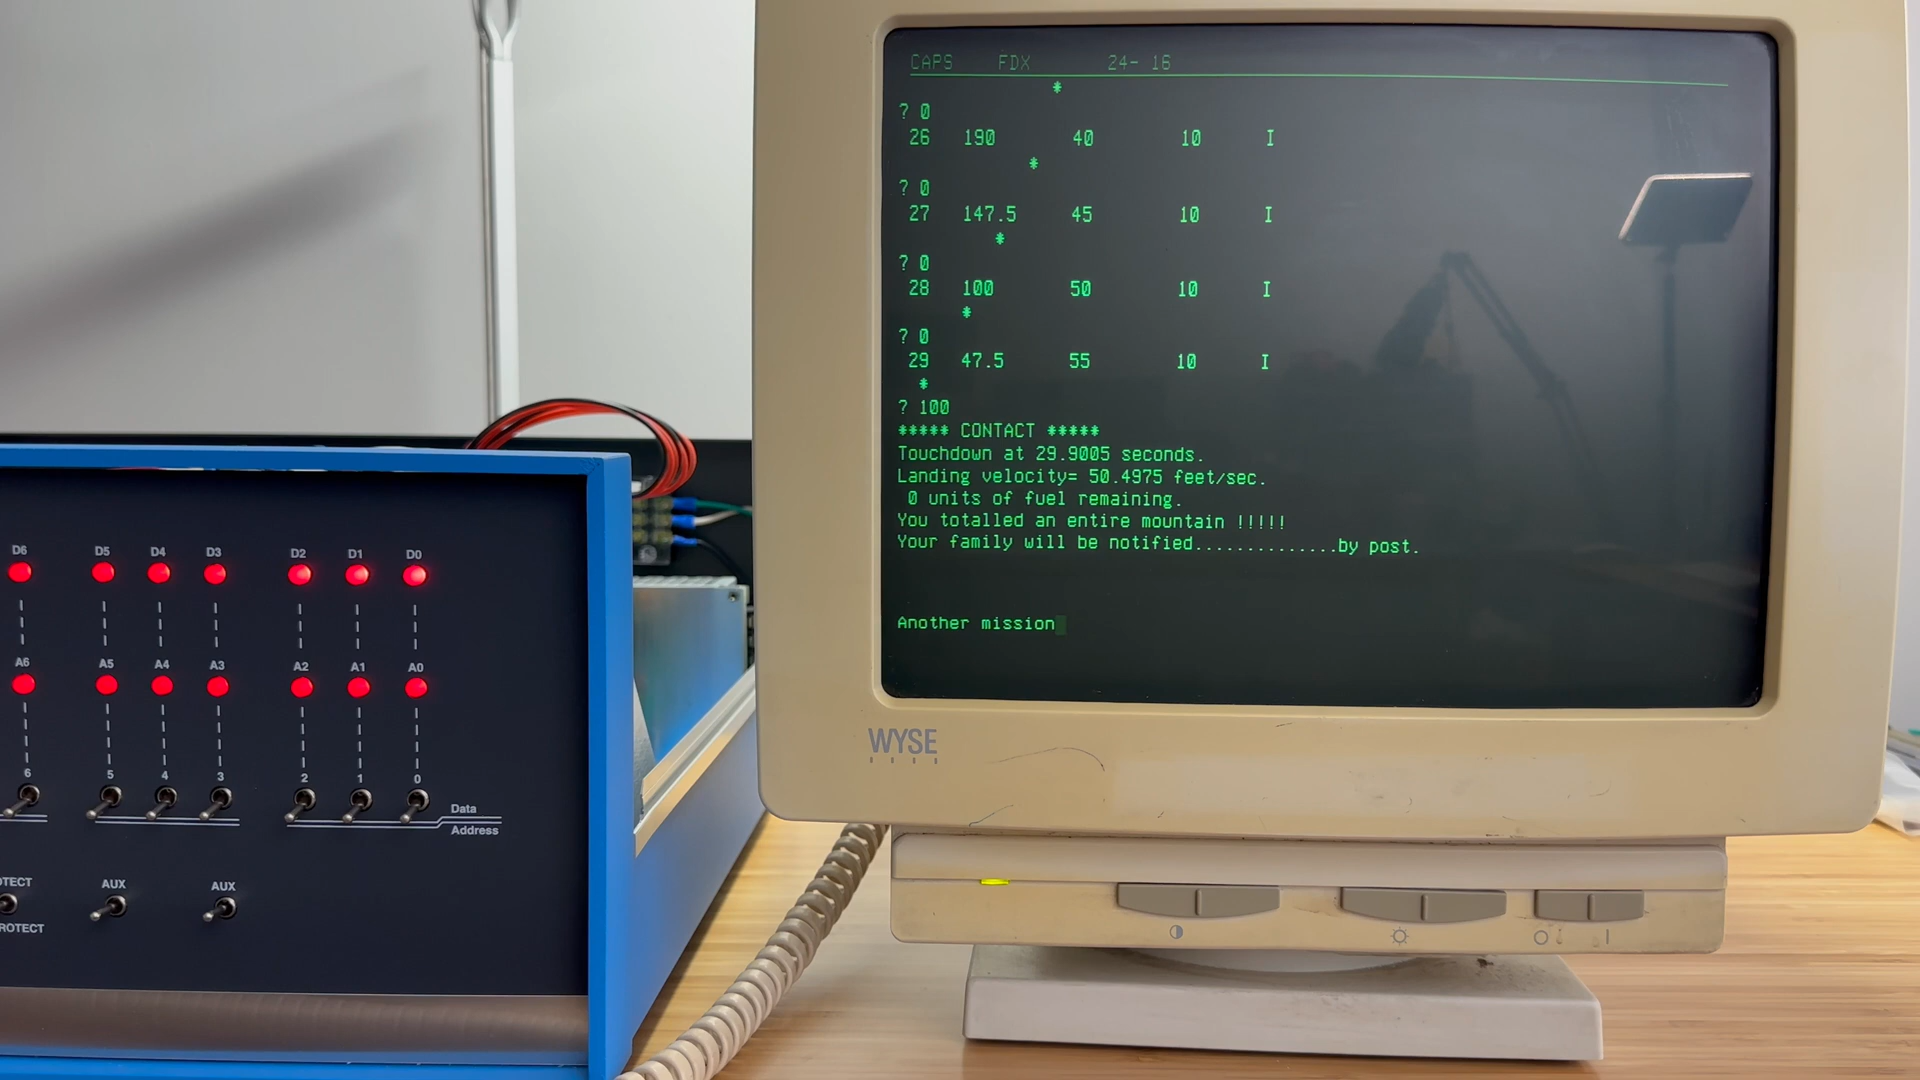 CAPS FDX 24- 16
*
? 0
26 190 40 10 I
*
? 0
27 147.5 45 10 I
*
? 0
28 100 50 10 I
*
? 0
29 47.5 55 10 I
*
? 100
***** CONTACT *****
Touchdown at 29.9005 seconds.
Landing velocity= 50.4975 feet/sec.
0 units of fuel remaining.
You totalled an entire mountain !!!!!
Your family will be notified..............by post.
Another mission
WYSE
D6 D5 D4 D3 D2 D1 D0
A6 A5 A4 A3 A2 A1 A0
6 5 4 3 2 1 0
Data
Address
OTECT AUX AUX
ROTECT